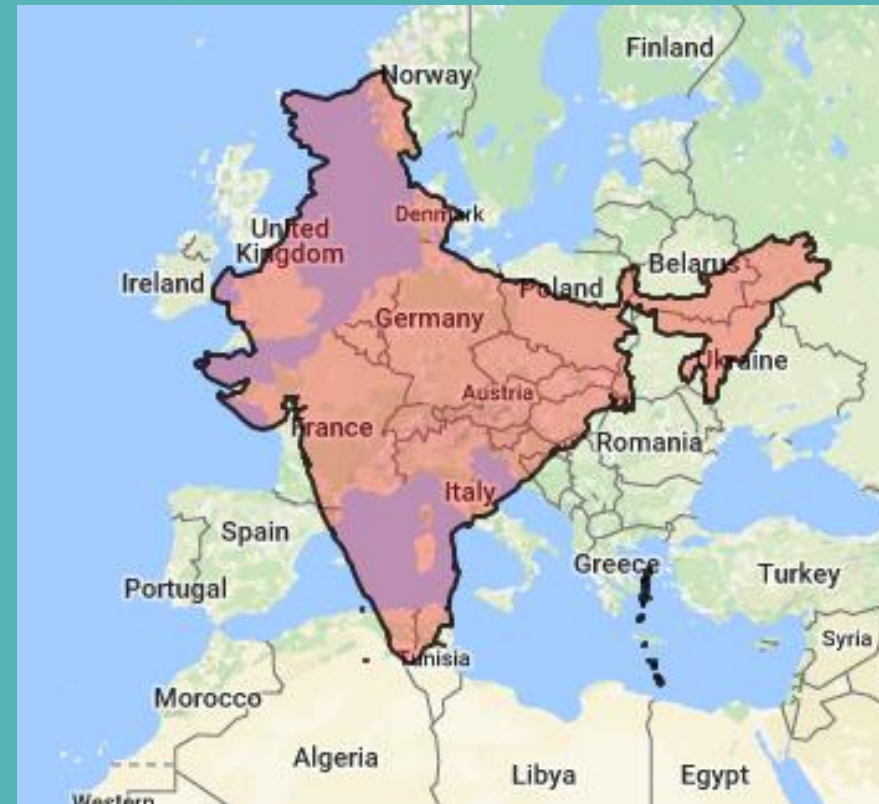 Finland
Norway
Denmark
United
Kingdom
Ireland
Belarus
Poland
Germany
Ukraine
Austria
France
Romania
Italy
Spain
Greece
Turkey
Portugal
Syria
Tunisia
Morocco
Algeria
Libya
Egypt
Western